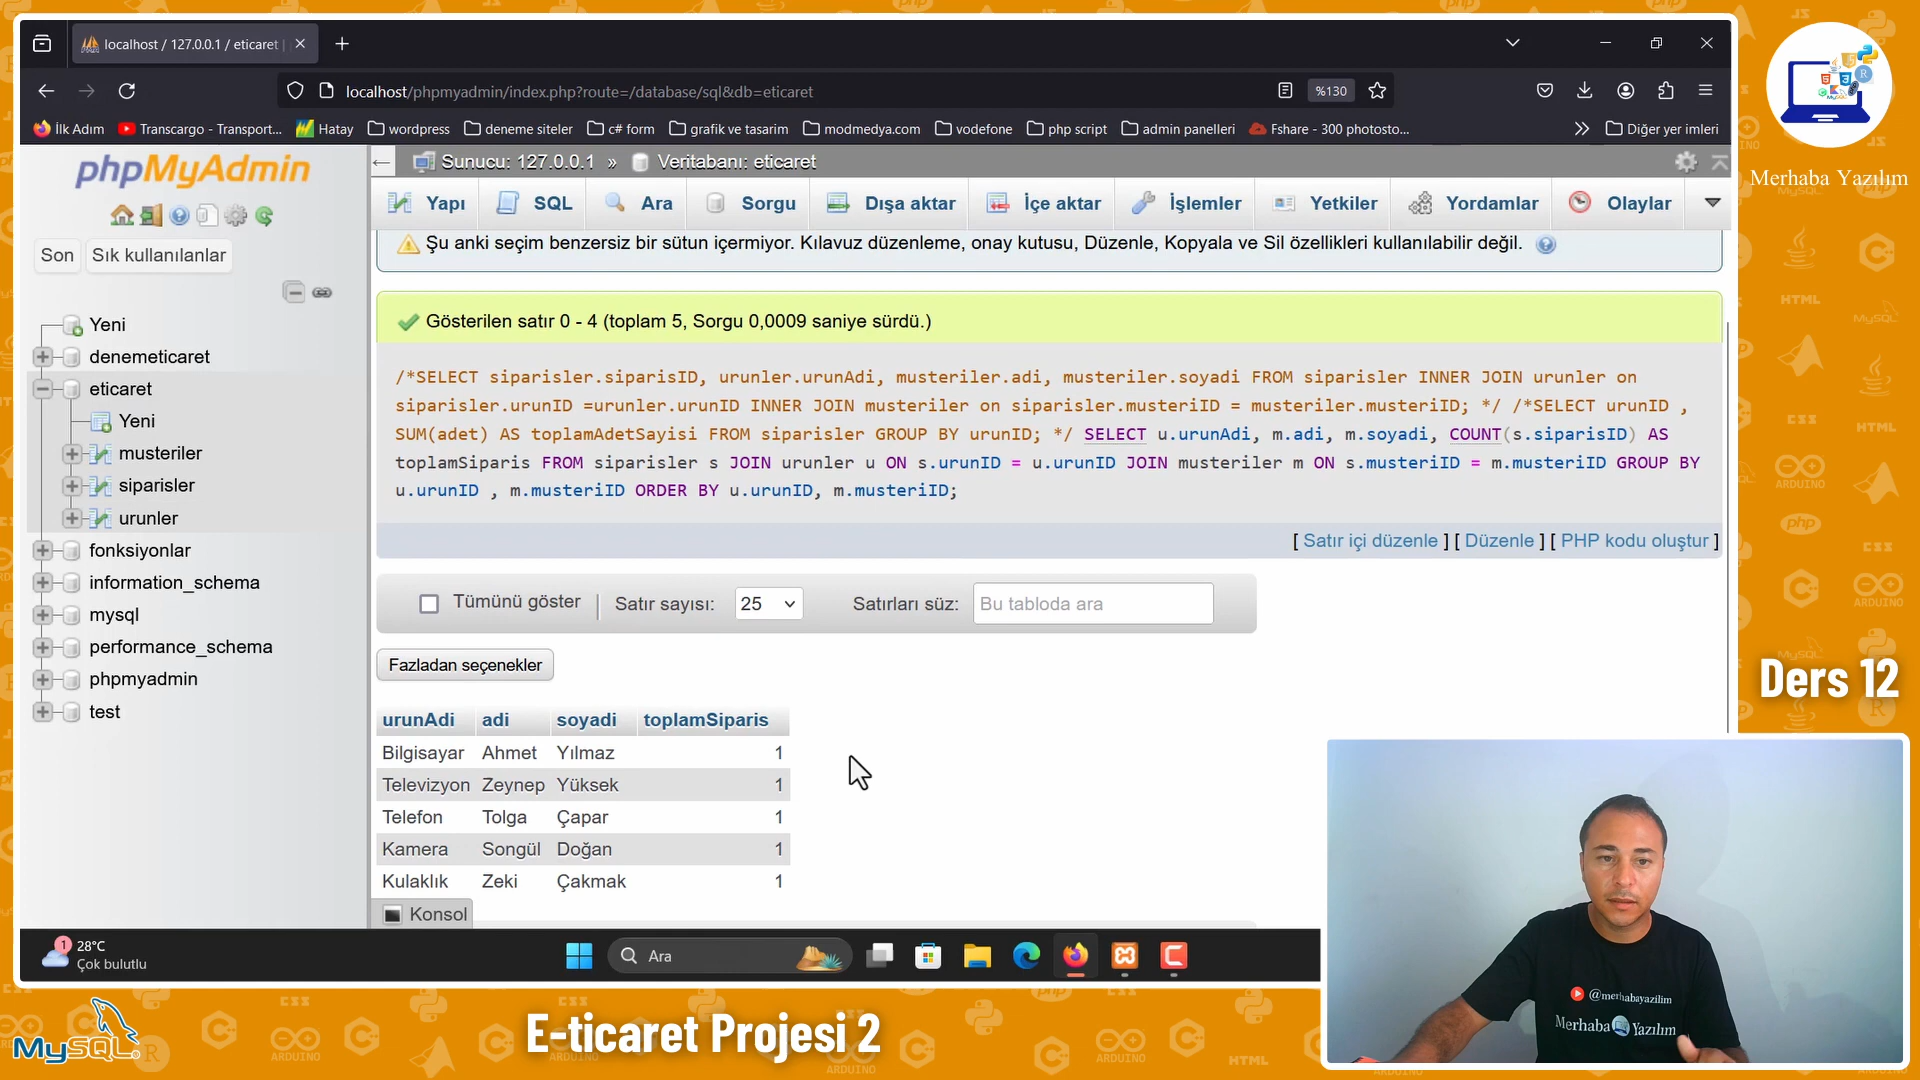 localhost / 127.0.0.1 / eticaret |
localhost/phpmyadmin/index.php?route=/database/sql&db=eticaret
%130
İlk Adım
Transcargo - Transport...
Hatay
wordpress
deneme siteler
c# form
grafik ve tasarim
modmedya.com
vodefone
php script
admin panelleri
Fshare - 300 photosto...
Diğer yer imleri
phpMyAdmin
Son
Sık kullanılanlar
Yeni
denemeticaret
eticaret
Yeni
musteriler
siparisler
urunler
fonksiyonlar
information_schema
mysql
performance_schema
phpmyadmin
test
Sunucu: 127.0.0.1 » Veritabanı: eticaret
Yapı
SQL
Ara
Sorgu
Dışa aktar
İçe aktar
İşlemler
Yetkiler
Yordamlar
Olaylar
Şu anki seçim benzersiz bir sütun içermiyor. Kılavuz düzenleme, onay kutusu, Düzenle, Kopyala ve Sil özellikleri kullanılabilir değil.
Gösterilen satır 0 - 4 (toplam 5, Sorgu 0,0009 saniye sürdü.)
/*SELECT siparisler.siparisID, urunler.urunAdi, musteriler.adi, musteriler.soyadi FROM siparisler INNER JOIN urunler on
siparisler.urunID =urunler.urunID INNER JOIN musteriler on siparisler.musteriID = musteriler.musteriID; */ /*SELECT urunID ,
SUM(adet) AS toplamAdetSayisi FROM siparisler GROUP BY urunID; */ SELECT u.urunAdi, m.adi, m.soyadi, COUNT(s.siparisID) AS
toplamSiparis FROM siparisler s JOIN urunler u ON s.urunID = u.urunID JOIN musteriler m ON s.musteriID = m.musteriID GROUP BY
u.urunID , m.musteriID ORDER BY u.urunID, m.musteriID;
[ Satır içi düzenle ] [ Düzenle ] [ PHP kodu oluştur ]
Tümünü göster
Satır sayısı:
25
Satırları süz:
Bu tabloda ara
Fazladan seçenekler
urunAdi adi soyadi toplamSiparis
Bilgisayar Ahmet Yılmaz 1
Televizyon Zeynep Yüksek 1
Telefon Tolga Çapar 1
Kamera Songül Doğan 1
Kulaklık Zeki Çakmak 1
Konsol
1
28°C
Çok bulutlu
Ara
Merhaba Yazılım
Ders 12
@merhabayazilim
Merhaba Yazılım
MySQL
E-ticaret Projesi 2